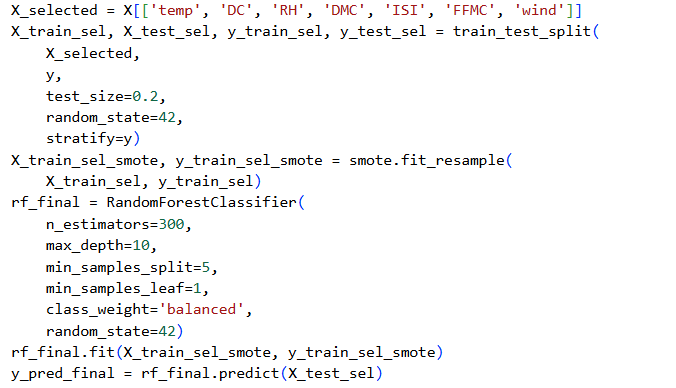 X_selected = X[['temp', 'DC', 'RH', 'DMC', 'ISI', 'FFMC', 'wind']]
X_train_sel, X_test_sel, y_train_sel, y_test_sel = train_test_split(
    X_selected,
    y,
    test_size=0.2,
    random_state=42,
    stratify=y)
X_train_sel_smote, y_train_sel_smote = smote.fit_resample(
    X_train_sel, y_train_sel)
rf_final = RandomForestClassifier(
    n_estimators=300,
    max_depth=10,
    min_samples_split=5,
    min_samples_leaf=1,
    class_weight='balanced',
    random_state=42)
rf_final.fit(X_train_sel_smote, y_train_sel_smote)
y_pred_final = rf_final.predict(X_test_sel)